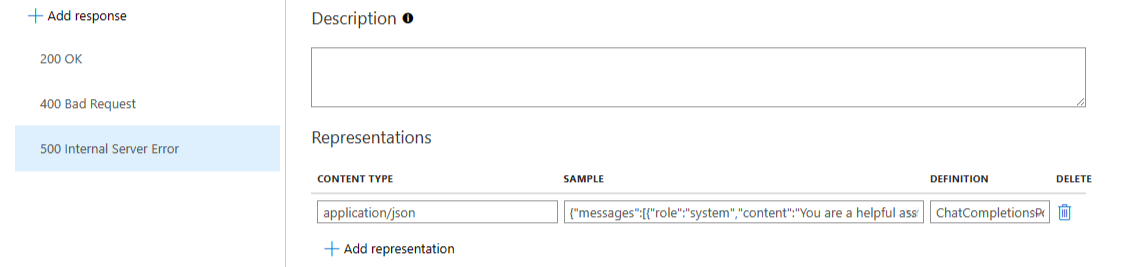 Add response
200 OK
400 Bad Request
500 Internal Server Error
Description
Representations
CONTENT TYPE SAMPLE DEFINITION DELETE
application/json {"messages":[{"role":"system","content":"You are a helpful ass ChatCompletionsP
Add representation